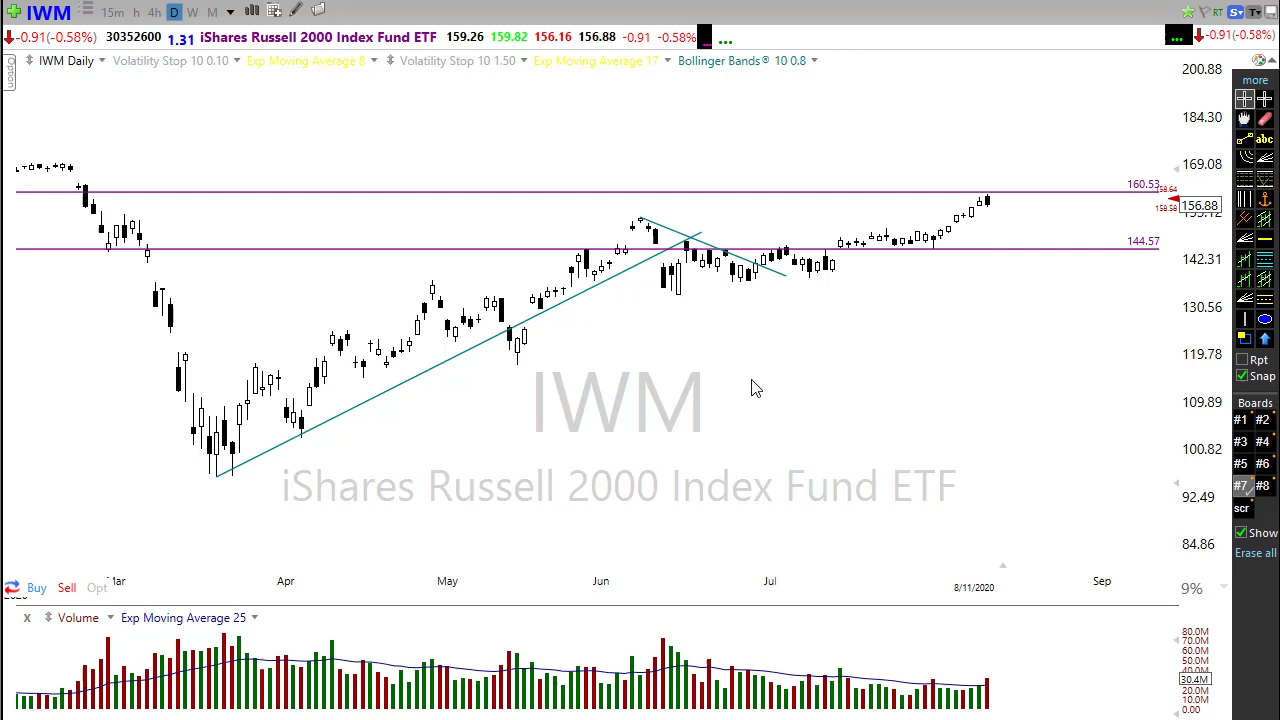 IWM 15m h 4h D W M RT S T
-0.91(-0.58%) 30352600 1.31 iShares Russell 2000 Index Fund ETF 159.26 159.82 156.16 156.88 -0.91 -0.58% ... ... -0.91(-0.58%)
Option IWM Daily Volatility Stop 10 0.10 Exp Moving Average 8 Volatility Stop 10 1.50 Exp Moving Average 17 Bollinger Bands® 10 0.8
200.88
more
184.30
abc
169.08
160.53
156.88
144.57
142.31
130.56
119.78
Rpt
Snap
IWM
109.89
Boards
#1 #2
#3 #4
100.82
#5 #6
iShares Russell 2000 Index Fund ETF
#7 #8
92.49
scr
84.86
Show
Erase all
Mar Apr May Jun Jul 8/11/2020 Sep
Buy Sell Opt 9%
X Volume Exp Moving Average 25
80.0M
70.0M
60.0M
50.0M
40.0M
30.4M
20.0M
10.0M
0.00